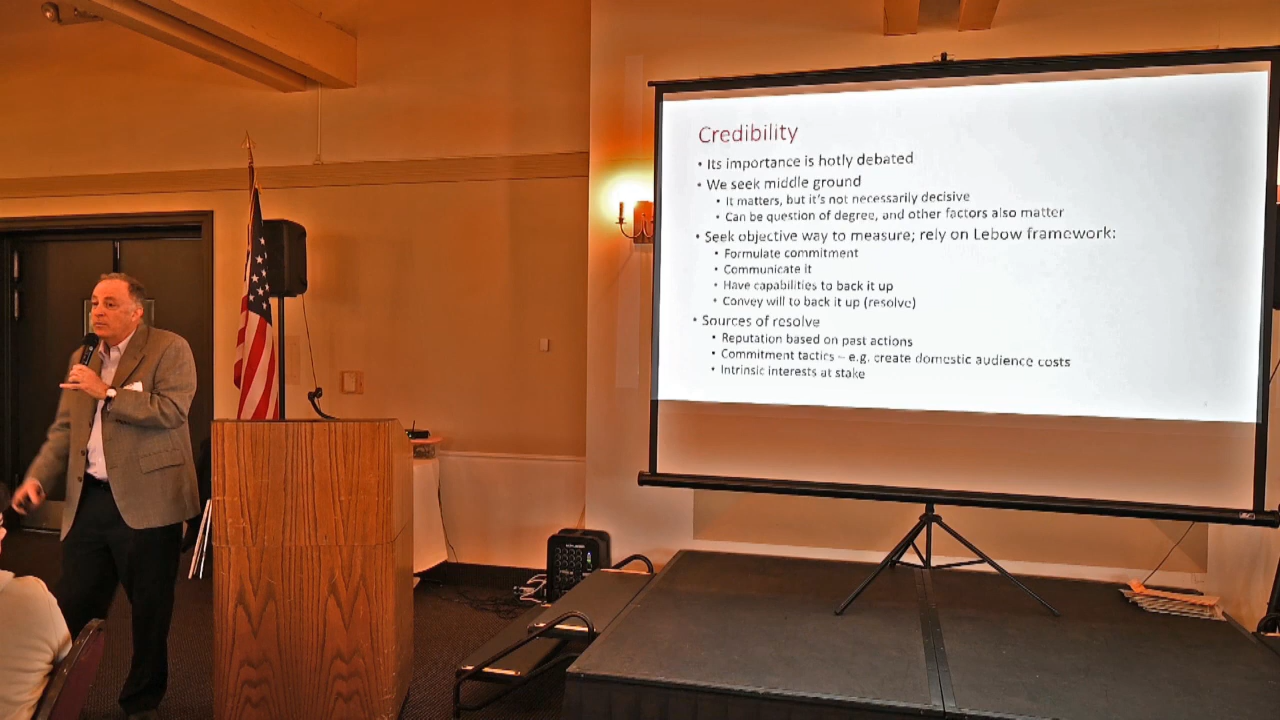 Credibility
• Its importance is hotly debated
• We seek middle ground
• It matters, but it's not necessarily decisive
• Can be question of degree, and other factors also matter
• Seek objective way to measure; rely on Lebow framework:
• Formulate commitment
• Communicate it
• Have capabilities to back it up
• Convey will to back it up (resolve)
• Sources of resolve
• Reputation based on past actions
• Commitment tactics – e.g. create domestic audience costs
• Intrinsic interests at stake